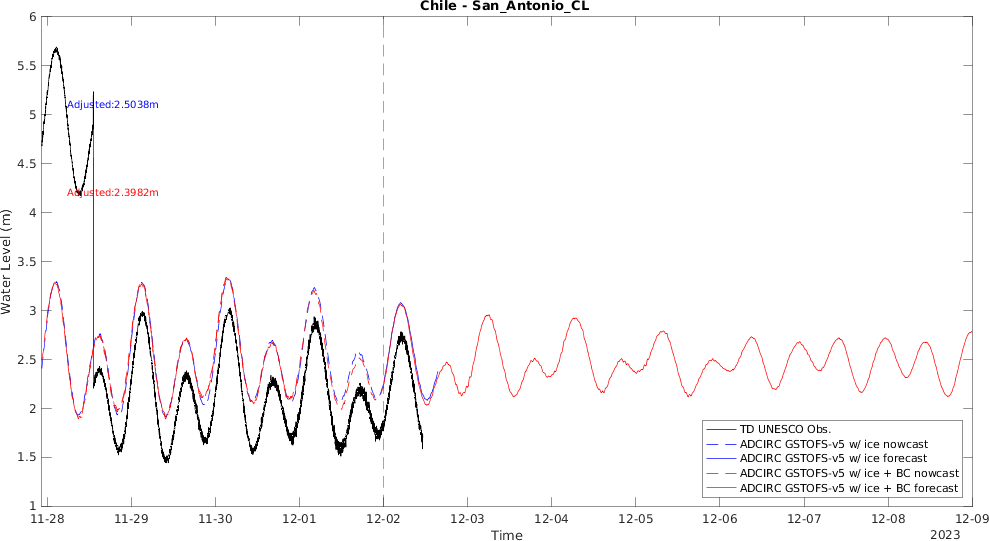 Chile - San_Antonio_CL
6
5.5
5
4.5
4
3.5
3
2.5
2
1.5
1
Water Level (m)
Adjusted:2.5038m
Adjusted:2.3982m
TD UNESCO Obs.
ADCIRC GSTOFS-v5 w/ ice nowcast
ADCIRC GSTOFS-v5 w/ ice forecast
ADCIRC GSTOFS-v5 w/ ice + BC nowcast
ADCIRC GSTOFS-v5 w/ ice + BC forecast
11-28 11-29 11-30 12-01 12-02 12-03 12-04 12-05 12-06 12-07 12-08 12-09
Time
2023